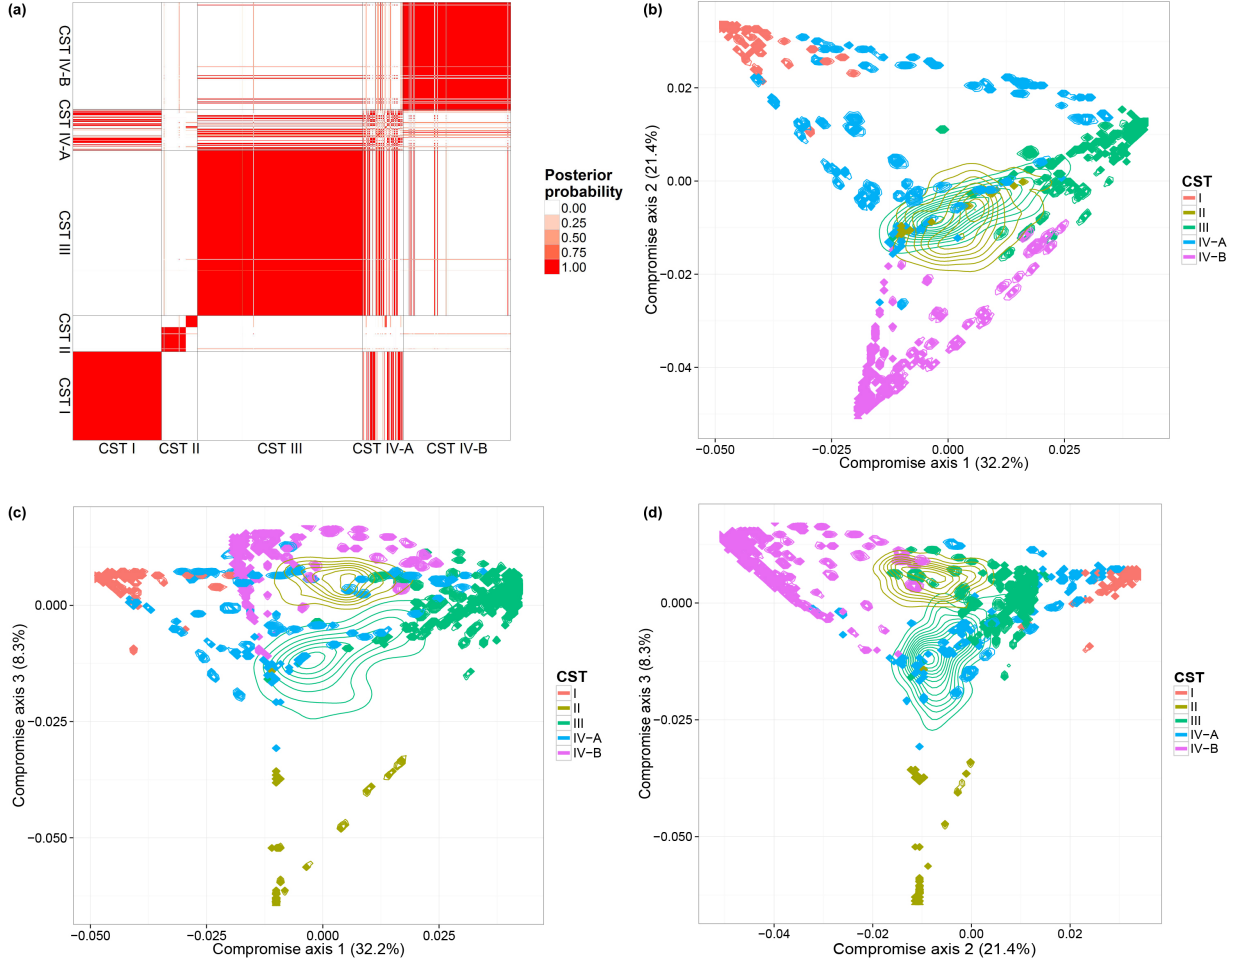 (a)
CST IV-B
CST IV-A
CST III
CST II
CST I
CST I CST II CST III CST IV-A CST IV-B
Posterior
probability
0.00
0.25
0.50
0.75
1.00
(b)
Compromise axis 2 (21.4%)
0.02
0.00
−0.02
−0.04
−0.050 −0.025 0.000 0.025
Compromise axis 1 (32.2%)
CST
I
II
III
IV−A
IV−B
(c)
Compromise axis 3 (8.3%)
0.000
−0.025
−0.050
−0.050 −0.025 0.000 0.025
Compromise axis 1 (32.2%)
CST
I
II
III
IV−A
IV−B
(d)
Compromise axis 3 (8.3%)
0.000
−0.025
−0.050
−0.04 −0.02 0.00 0.02
Compromise axis 2 (21.4%)
CST
I
II
III
IV−A
IV−B